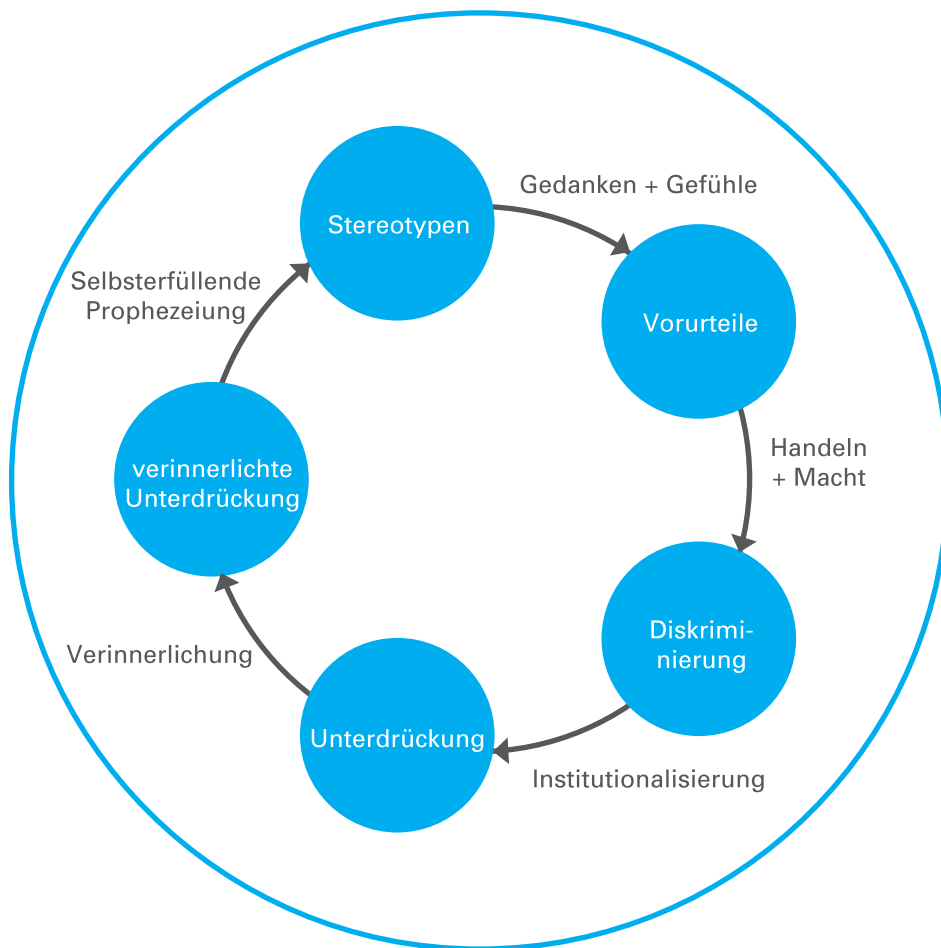 Stereotypen
Gedanken + Gefühle
Vorurteile
Handeln
+ Macht
Diskrimi-
nierung
Institutionalisierung
Unterdrückung
Verinnerlichung
verinnerlichte
Unterdrückung
Selbsterfüllende
Prophezeiung